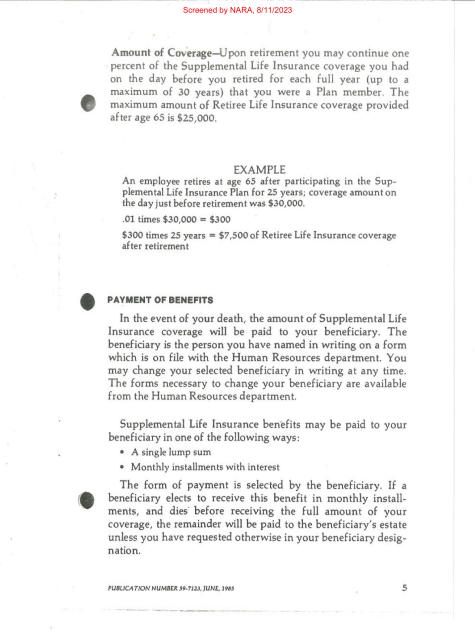 Screened by NARA, 8/11/2023
Amount of Coverage—Upon retirement you may continue one
percent of the Supplemental Life Insurance coverage you had
on the day before you retired for each full year (up to a
maximum of 30 years) that you were a Plan member. The
maximum amount of Retiree Life Insurance coverage provided
after age 65 is $25,000.
EXAMPLE
An employee retires at age 65 after participating in the Sup-
plemental Life Insurance Plan for 25 years; coverage amount on
the day just before retirement was $30,000.
.01 times $30,000 = $300
$300 times 25 years = $7,500 of Retiree Life Insurance coverage
after retirement
PAYMENT OF BENEFITS
In the event of your death, the amount of Supplemental Life
Insurance coverage will be paid to your beneficiary. The
beneficiary is the person you have named in writing on a form
which is on file with the Human Resources department. You
may change your selected beneficiary in writing at any time.
The forms necessary to change your beneficiary are available
from the Human Resources department.
Supplemental Life Insurance benefits may be paid to your
beneficiary in one of the following ways:
• A single lump sum
• Monthly installments with interest
The form of payment is selected by the beneficiary. If a
beneficiary elects to receive this benefit in monthly install-
ments, and dies before receiving the full amount of your
coverage, the remainder will be paid to the beneficiary's estate
unless you have requested otherwise in your beneficiary desig-
nation.
PUBLICATION NUMBER 39-7123, JUNE, 1985
5